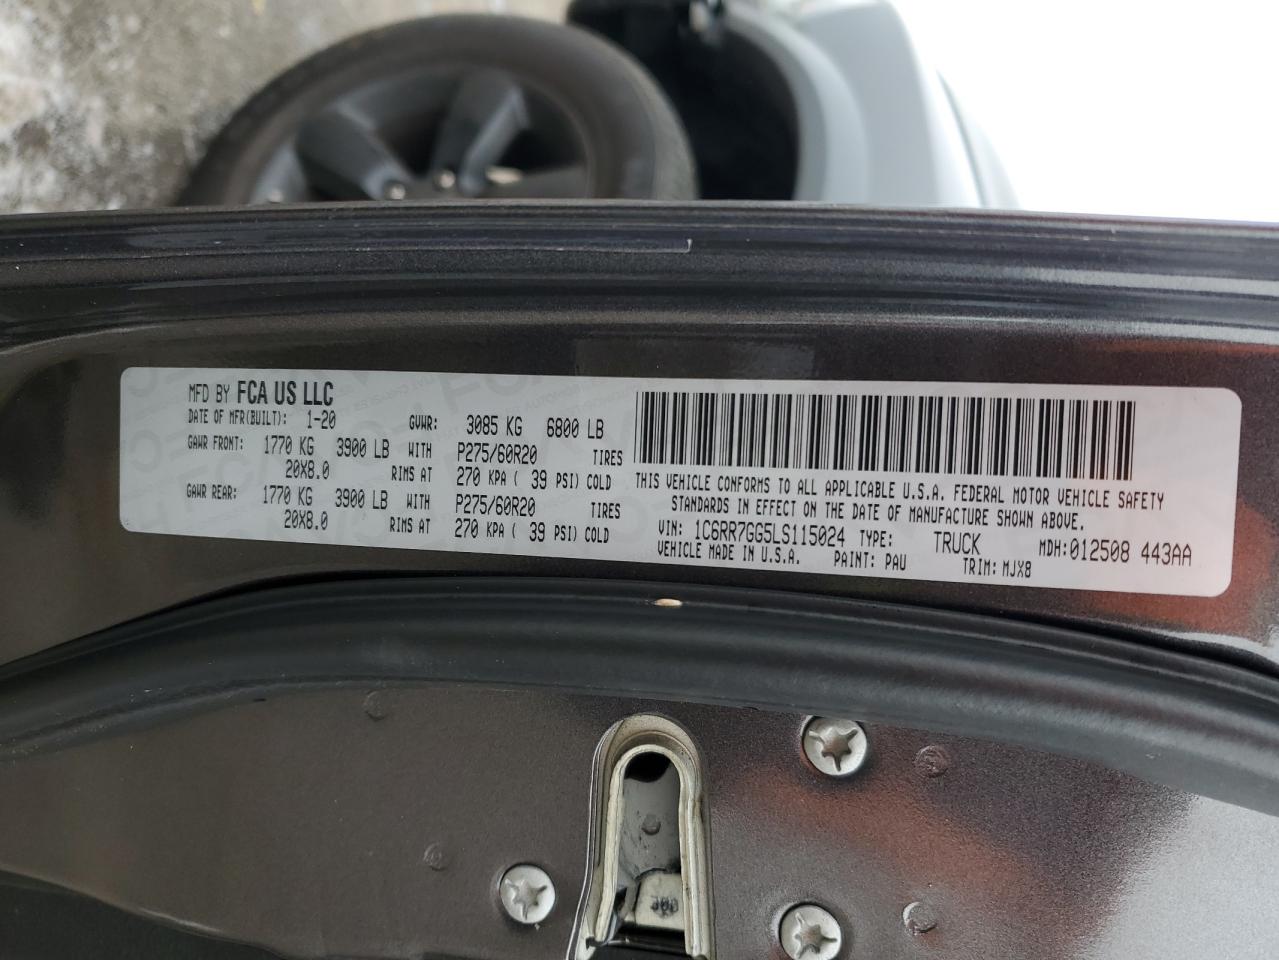 MFD BY FCA US LLC
DATE OF MFR(BUILT): 1-20 GVWR: 3085 KG 6800 LB
GAWR FRONT: 1770 KG 3900 LB WITH P275/60R20 TIRES
20X8.0 RIMS AT 270 KPA ( 39 PSI) COLD
GAWR REAR: 1770 KG 3900 LB WITH P275/60R20 TIRES
20X8.0 RIMS AT 270 KPA ( 39 PSI) COLD
THIS VEHICLE CONFORMS TO ALL APPLICABLE U.S.A. FEDERAL MOTOR VEHICLE SAFETY
STANDARDS IN EFFECT ON THE DATE OF MANUFACTURE SHOWN ABOVE.
VIN: 1C6RR7GG5LS115024 TYPE: TRUCK MDH:012508 443AA
VEHICLE MADE IN U.S.A. PAINT: PAU TRIM: MJX8